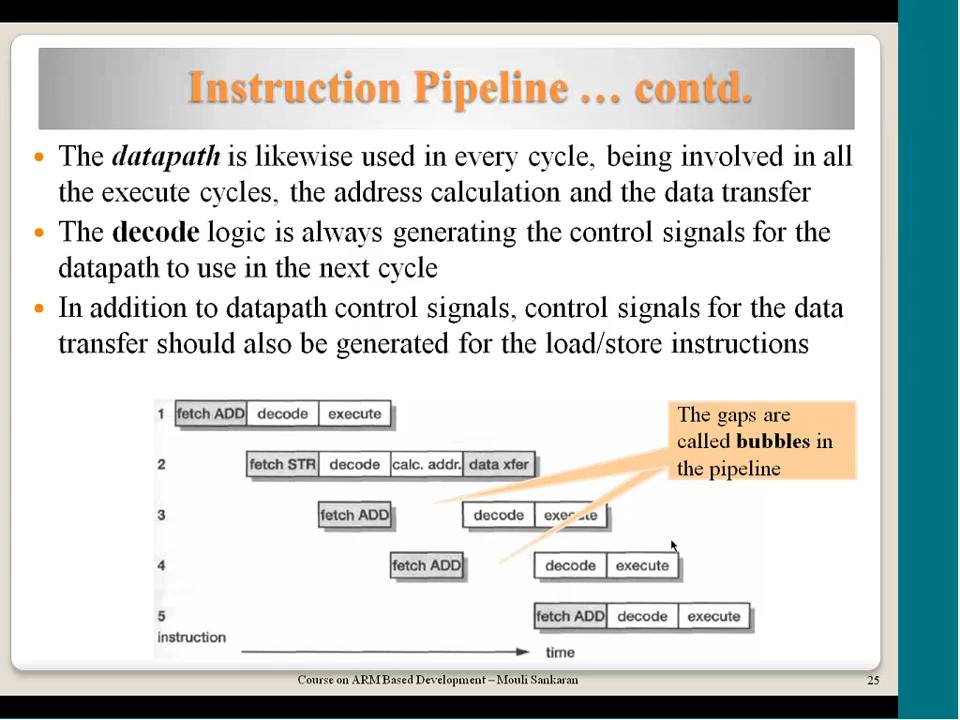 Instruction Pipeline … contd.
• The datapath is likewise used in every cycle, being involved in all
the execute cycles, the address calculation and the data transfer
• The decode logic is always generating the control signals for the
datapath to use in the next cycle
• In addition to datapath control signals, control signals for the data
transfer should also be generated for the load/store instructions
1 fetch ADD decode execute
The gaps are
called bubbles in
the pipeline
2 fetch STR decode calc. addr. data xfer
3 fetch ADD decode execute
4 fetch ADD decode execute
5 fetch ADD decode execute
instruction
time
Course on ARM Based Development – Mouli Sankaran
25